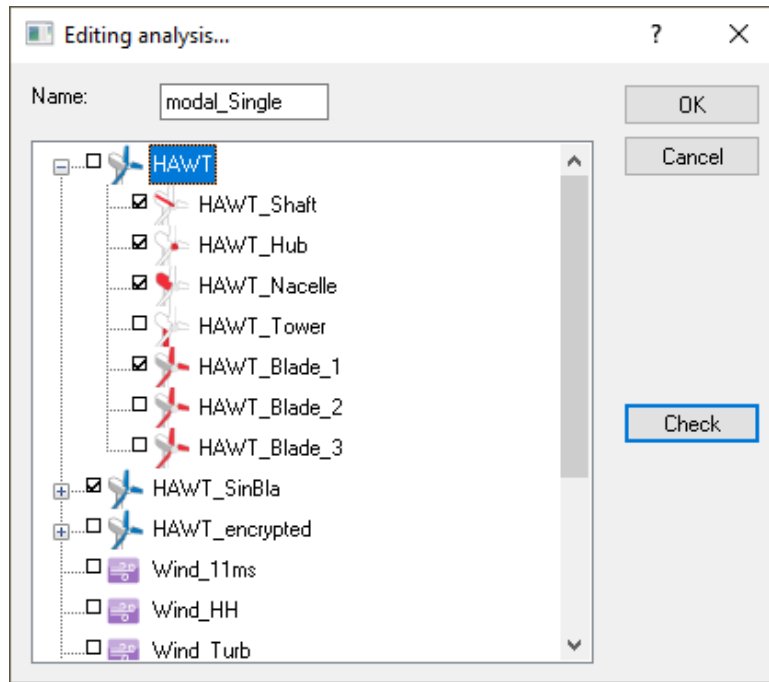 Editing analysis...
?
Name:
modal_Single
OK
Cancel
HAWT
HAWT_Shaft
HAWT_Hub
HAWT_Nacelle
HAWT_Tower
HAWT_Blade_1
HAWT_Blade_2
HAWT_Blade_3
Check
HAWT_SinBla
HAWT_encrypted
Wind_11ms
Wind_HH
Wind_Turb